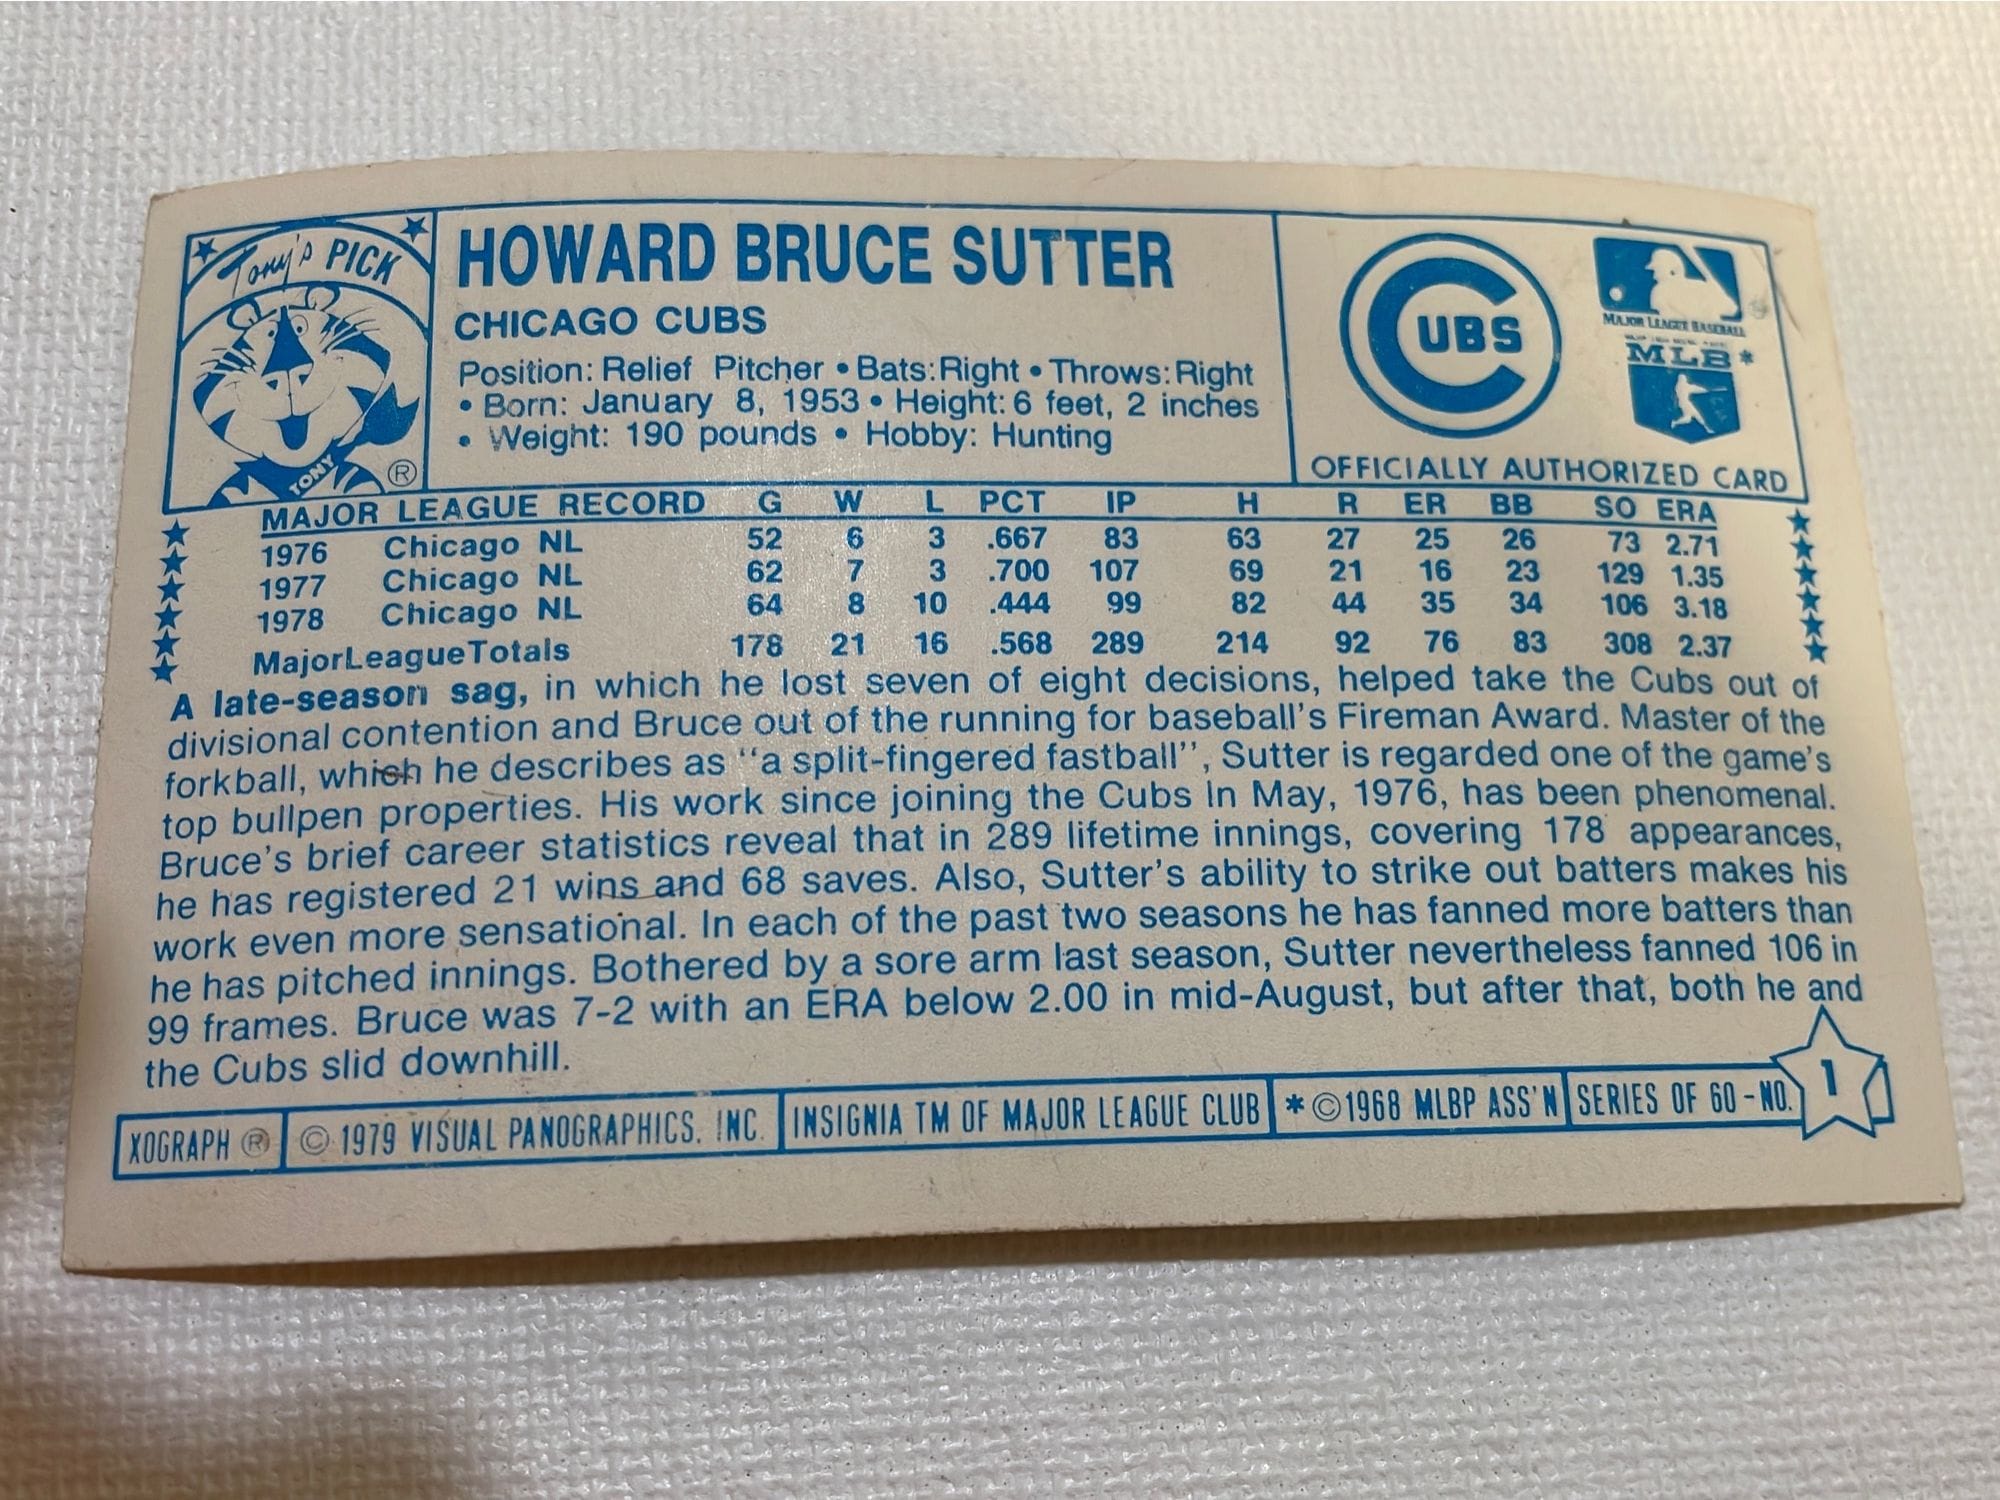 Tony's PICK
TONY
®
HOWARD BRUCE SUTTER
CHICAGO CUBS
Position: Relief Pitcher • Bats: Right • Throws: Right
• Born: January 8, 1953 • Height: 6 feet, 2 inches
• Weight: 190 pounds • Hobby: Hunting
CUBS
MAJOR LEAGUE BASEBALL
MLB*
OFFICIALLY AUTHORIZED CARD
MAJOR LEAGUE RECORD G W L PCT IP H R ER BB SO ERA
1976 Chicago NL 52 6 3 .667 83 63 27 25 26 73 2.71
1977 Chicago NL 62 7 3 .700 107 69 21 16 23 129 1.35
1978 Chicago NL 64 8 10 .444 99 82 44 35 34 106 3.18
Major League Totals 178 21 16 .568 289 214 92 76 83 308 2.37
A late-season sag, in which he lost seven of eight decisions, helped take the Cubs out of
divisional contention and Bruce out of the running for baseball's Fireman Award. Master of the
forkball, which he describes as "a split-fingered fastball", Sutter is regarded one of the game's
top bullpen properties. His work since joining the Cubs in May, 1976, has been phenomenal.
Bruce's brief career statistics reveal that in 289 lifetime innings, covering 178 appearances,
he has registered 21 wins and 68 saves. Also, Sutter's ability to strike out batters makes his
work even more sensational. In each of the past two seasons he has fanned more batters than
he has pitched innings. Bothered by a sore arm last season, Sutter nevertheless fanned 106 in
99 frames. Bruce was 7-2 with an ERA below 2.00 in mid-August, but after that, both he and
the Cubs slid downhill.
XOGRAPH ® © 1979 VISUAL PANOGRAPHICS, INC. INSIGNIA TM OF MAJOR LEAGUE CLUB * © 1968 MLBP ASS'N SERIES OF 60 - NO. 1